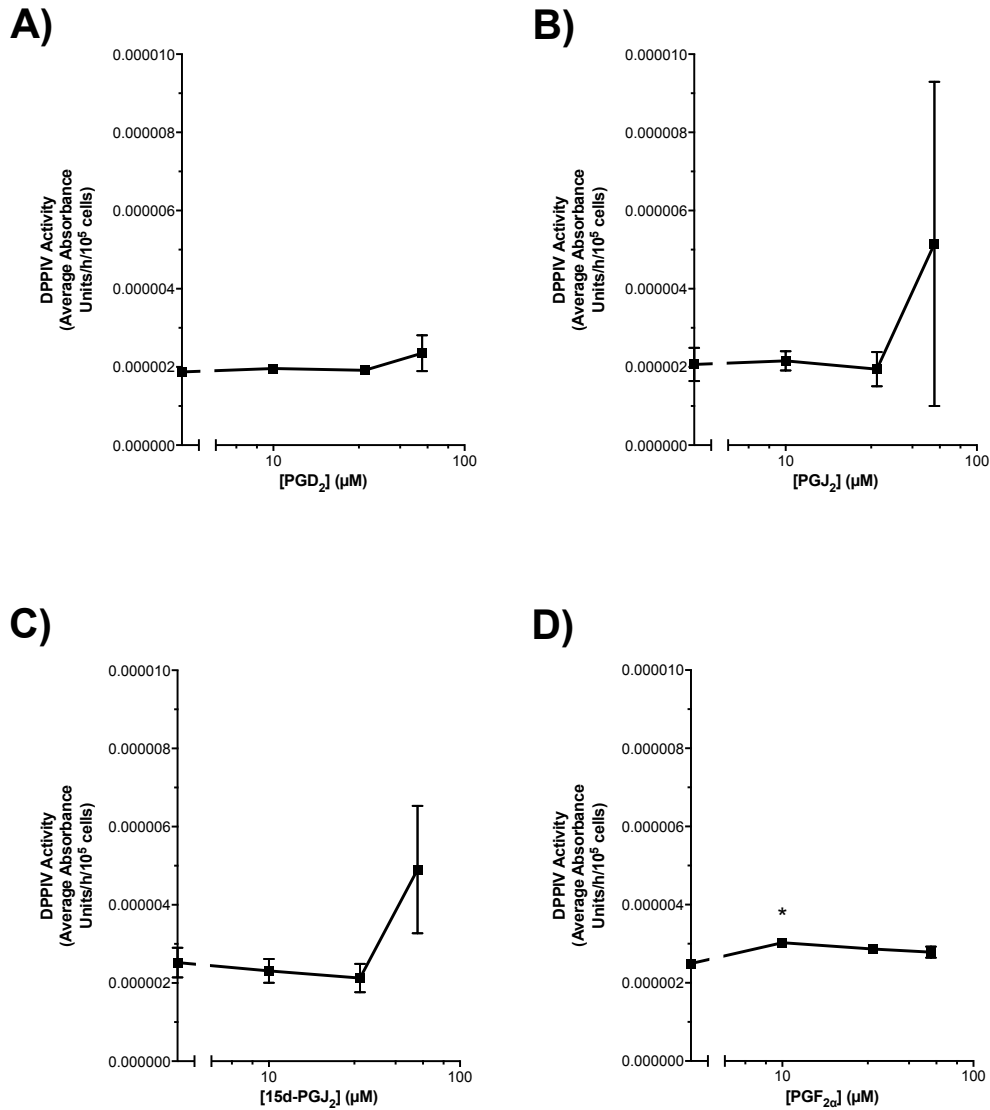 A)
0.000010
0.000008
0.000006
0.000004
0.000002
0.000000
DPPIV Activity
(Average Absorbance
Units/h/10⁵ cells)
10
100
[PGD₂] (µM)
B)
0.000010
0.000008
0.000006
0.000004
0.000002
0.000000
DPPIV Activity
(Average Absorbance
Units/h/10⁵ cells)
10
100
[PGJ₂] (µM)
C)
0.000010
0.000008
0.000006
0.000004
0.000002
0.000000
DPPIV Activity
(Average Absorbance
Units/h/10⁵ cells)
10
100
[15d-PGJ₂] (µM)
D)
0.000010
0.000008
0.000006
0.000004
0.000002
0.000000
DPPIV Activity
(Average Absorbance
Units/h/10⁵ cells)
*
10
100
[PGF₂α] (µM)